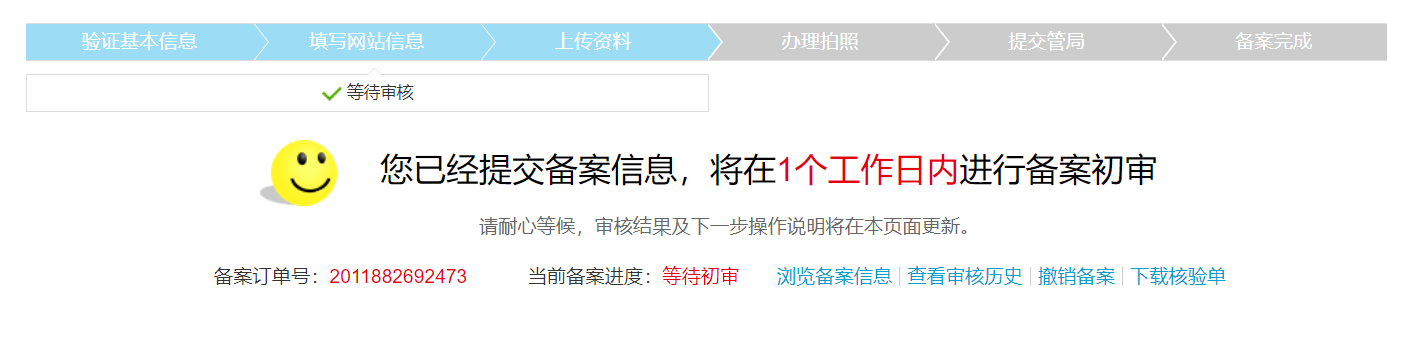 验证基本信息 填写网站信息 上传资料 办理拍照 提交管局 备案完成
等待审核
您已经提交备案信息，将在1个工作日内进行备案初审
请耐心等候，审核结果及下一步操作说明将在本页面更新。
备案订单号：2011882692473 当前备案进度：等待初审 浏览备案信息 | 查看审核历史 | 撤销备案 | 下载核验单